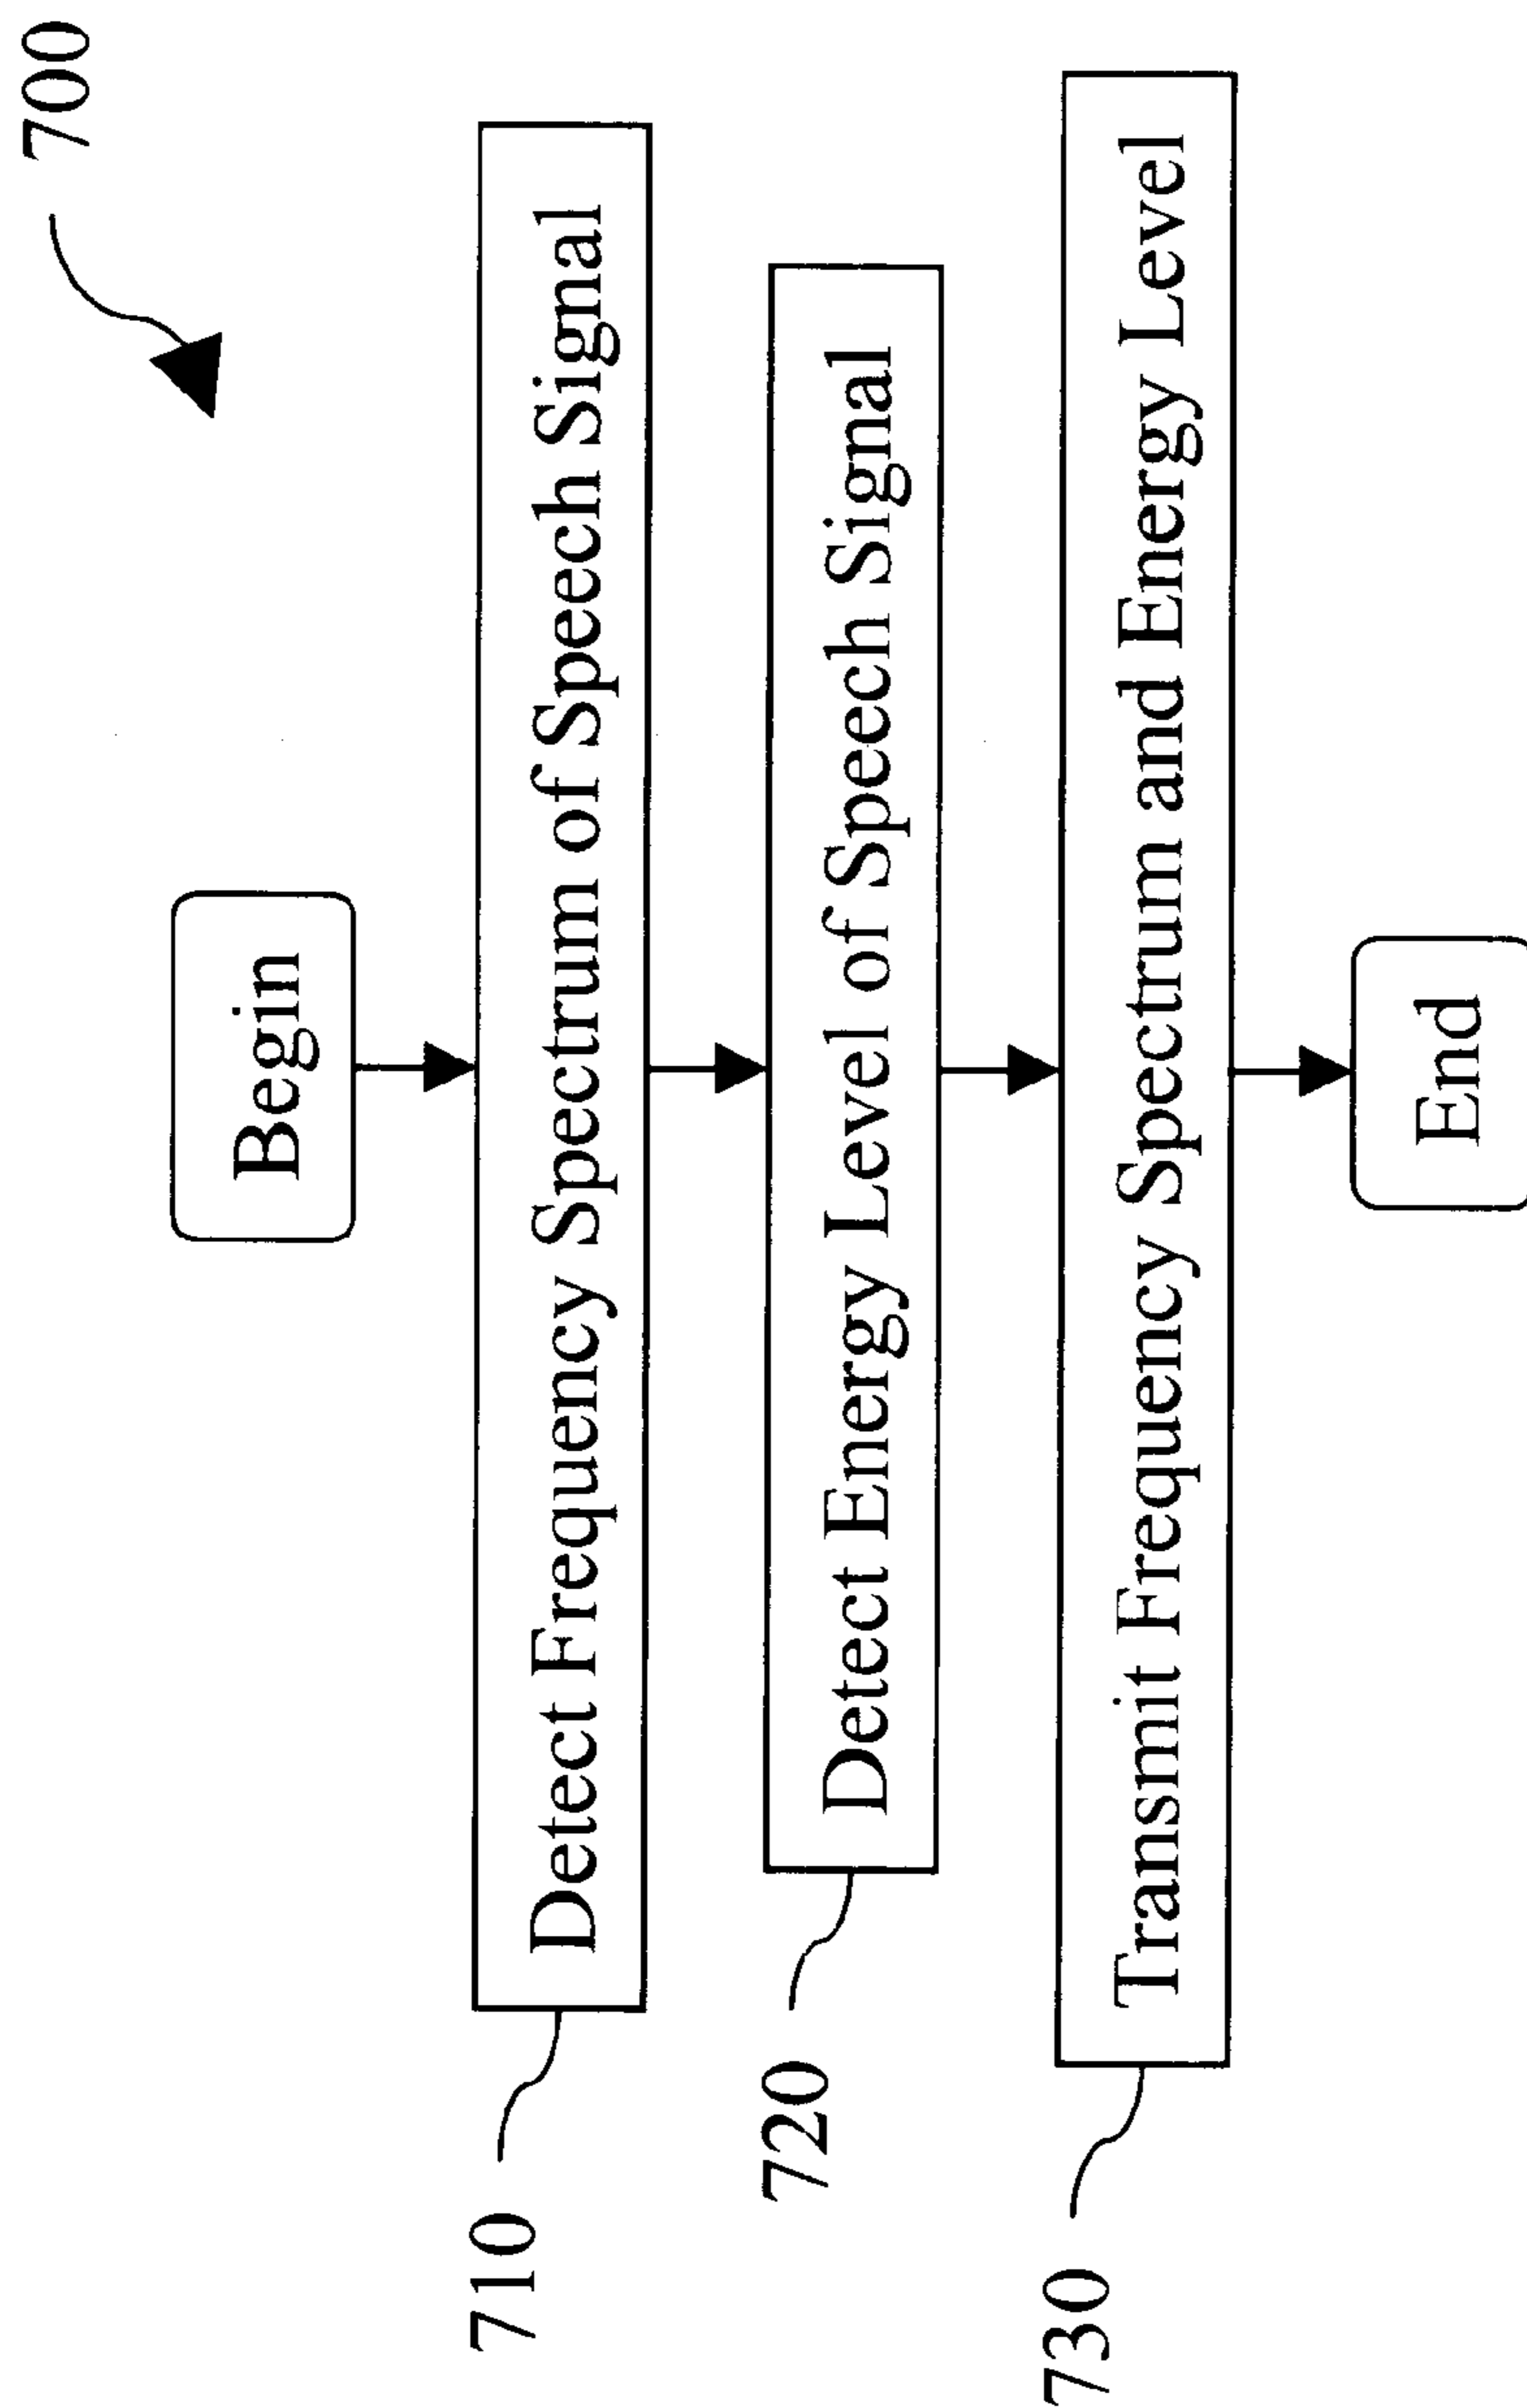 700
Begin
710
Detect Frequency Spectrum of Speech Signal
720
Detect Energy Level of Speech Signal
730
Transmit Frequency Spectrum and Energy Level
End